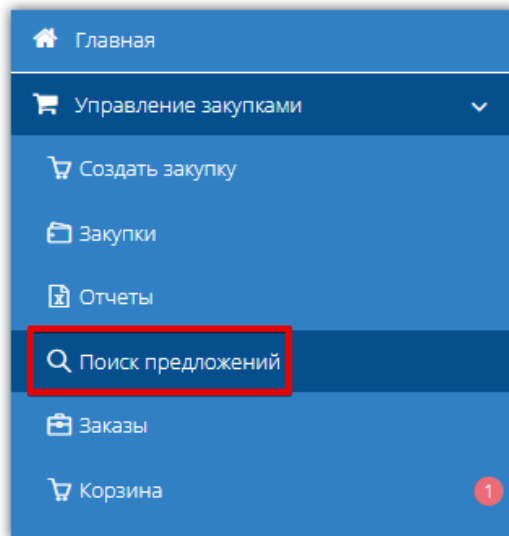 Главная
Управление закупками
Создать закупку
Закупки
Отчеты
Поиск предложений
Заказы
Корзина 1